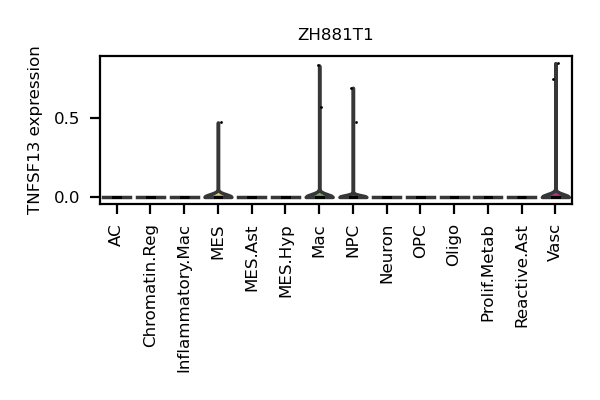 ZH881T1
TNFSF13 expression
0.5
0.0
AC
Chromatin.Reg
Inflammatory.Mac
MES
MES.Ast
MES.Hyp
Mac
NPC
Neuron
OPC
Oligo
Prolif.Metab
Reactive.Ast
Vasc